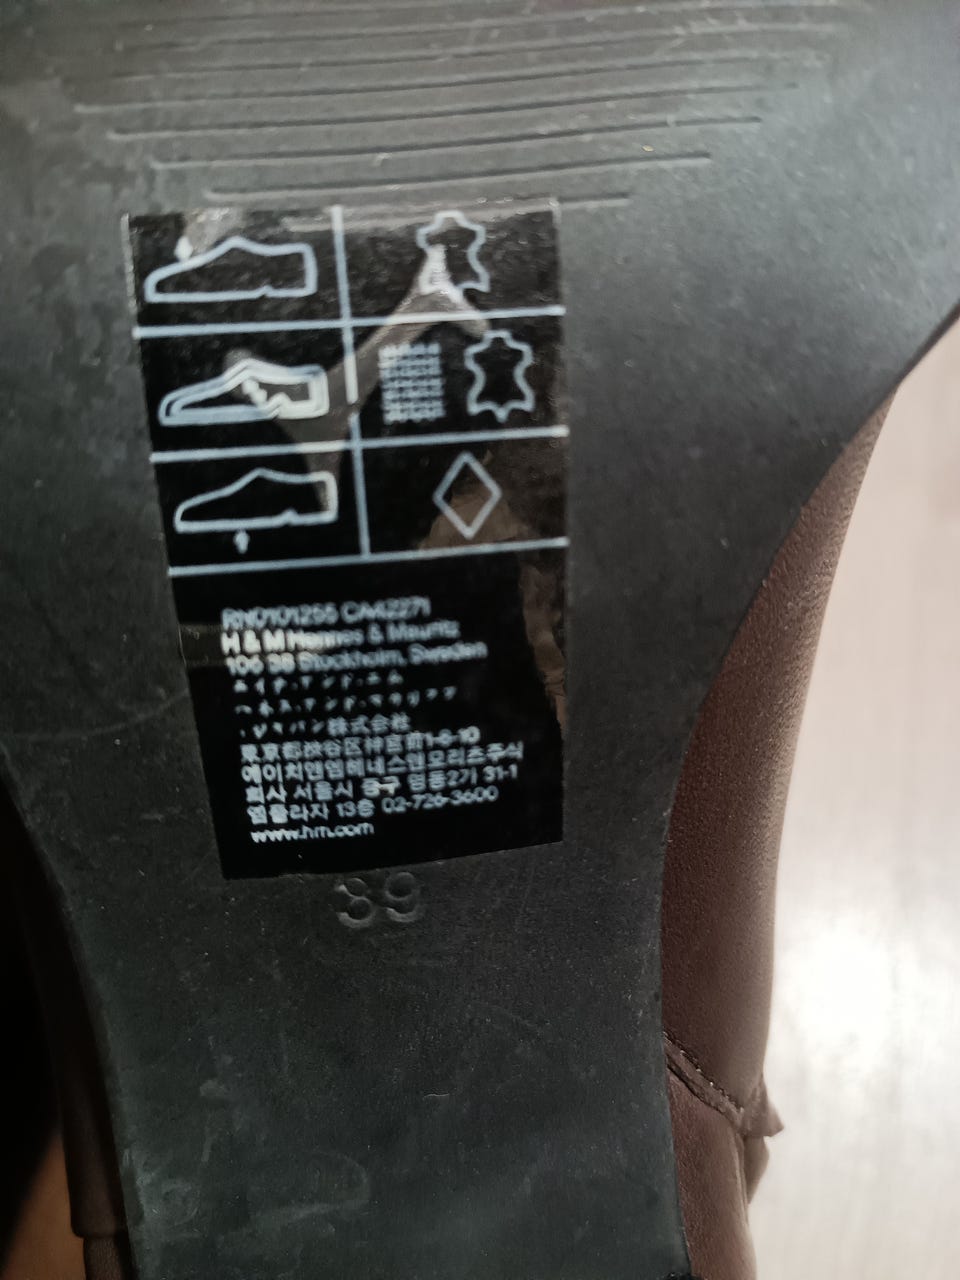 RN0101255 CA42271
H & M Hennes & Mauritz
106 38 Stockholm, Sweden
エイチ・アンド・エム
ヘネス・アンド・マウリッツ
・ジャパン株式会社
東京都渋谷区神宮前1-8-10
에이치앤엠헤네스앤모리츠주식
회사 서울시 중구 명동2가 31-1
엠플라자 13층 02-726-3600
www.hm.com
39